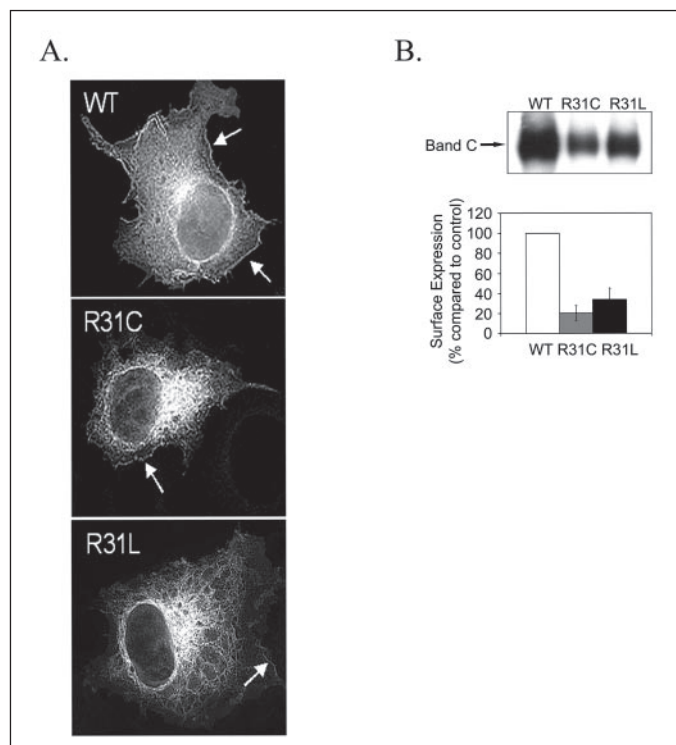 A.
WT
R31C
R31L
B.
WT R31C R31L
Band C
Surface Expression
(% compared to control)
120
100
80
60
40
20
0
WT R31C R31L